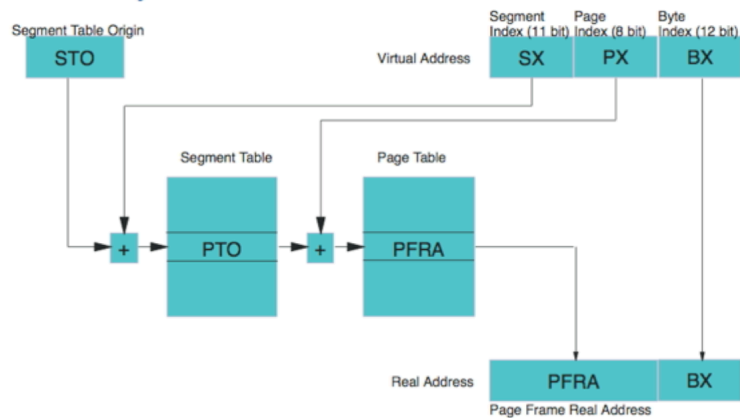 Segment Table Origin
STO
Virtual Address
Segment Index (11 bit)
Page Index (8 bit)
Byte Index (12 bit)
SX
PX
BX
Segment Table
Page Table
+
PTO
+
PFRA
Real Address
PFRA
BX
Page Frame Real Address